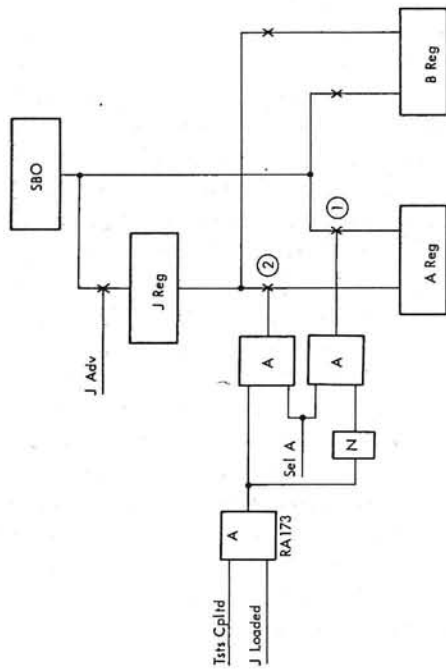 SBO
J Adv
J Reg
B Reg
2
1
A Reg
A
A
Sel A
N
A
RA173
Tsts Cpltd
J Loaded